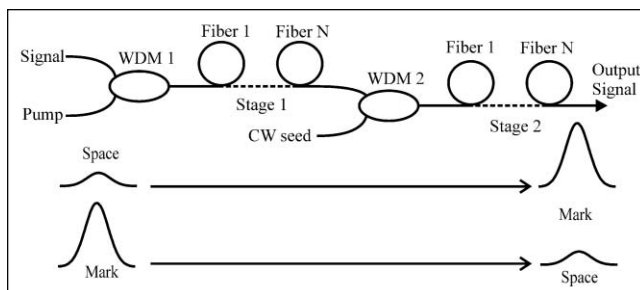 Fiber 1 Fiber N
Signal WDM 1 Fiber 1 Fiber N
WDM 2 Output
Signal
Stage 1
Pump Stage 2
CW seed
Space
Mark
Mark Space